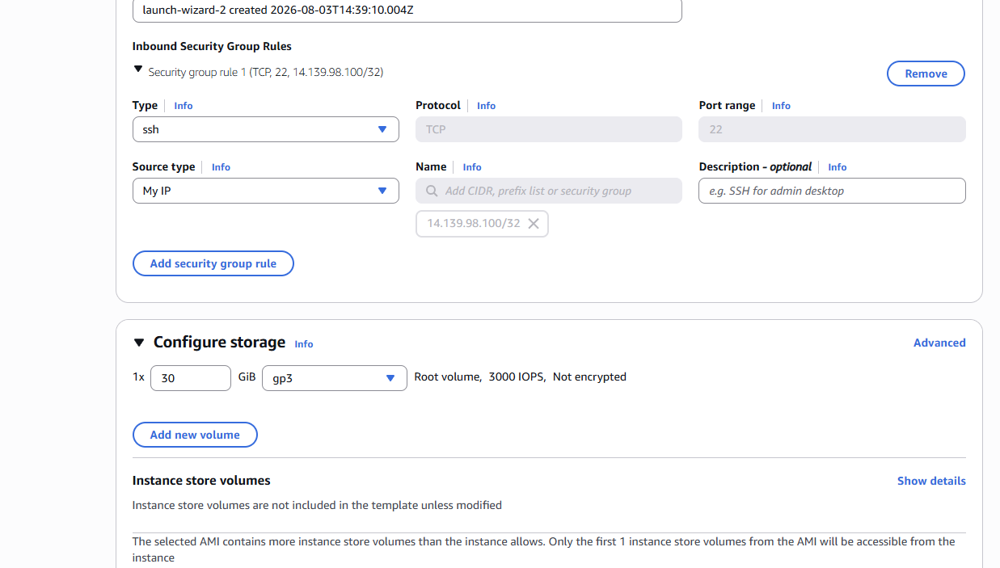 launch-wizard-2 created 2026-08-03T14:39:10.004Z
Inbound Security Group Rules
Security group rule 1 (TCP, 22, 14.139.98.100/32)
Remove
Type Info
Protocol Info
Port range Info
ssh
TCP
22
Source type Info
Name Info
Description - optional Info
My IP
Add CIDR, prefix list or security group
e.g. SSH for admin desktop
14.139.98.100/32
Add security group rule
Configure storage Info
Advanced
1x 30 GiB gp3 Root volume, 3000 IOPS, Not encrypted
Add new volume
Instance store volumes
Show details
Instance store volumes are not included in the template unless modified
The selected AMI contains more instance store volumes than the instance allows. Only the first 1 instance store volumes from the AMI will be accessible from the
instance